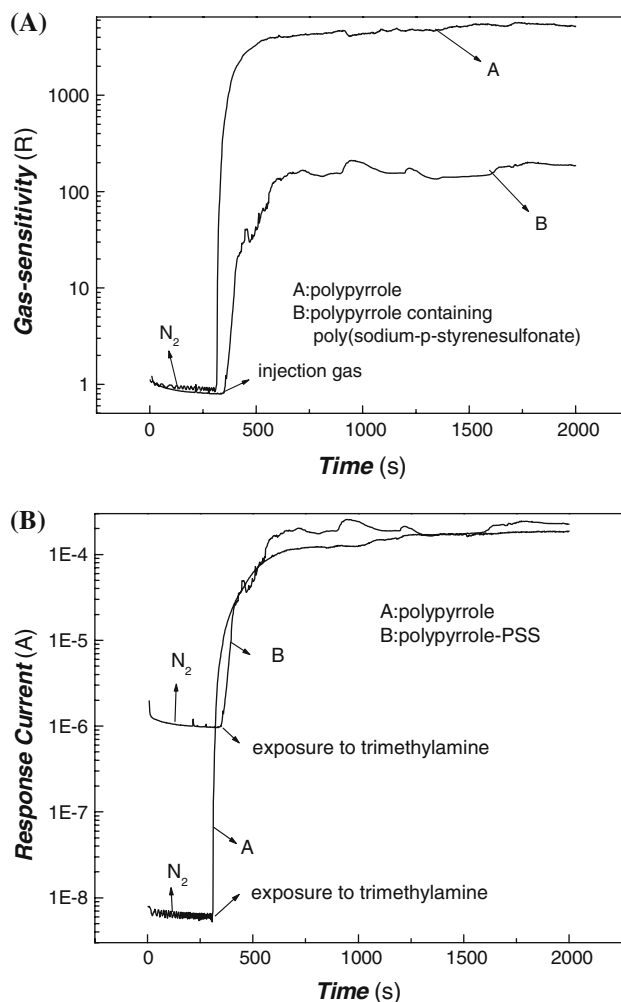 (A)
1000
100
10
1
Gas-sensitivity (R)
A
B
A:polypyrrole
B:polypyrrole containing
poly(sodium-p-styrenesulfonate)
N2
injection gas
0 500 1000 1500 2000
Time (s)
(B)
1E-4
1E-5
1E-6
1E-7
1E-8
Response Current (A)
A:polypyrrole
B:polypyrrole-PSS
N2
B
exposure to trimethylamine
A
N2
exposure to trimethylamine
0 500 1000 1500 2000
Time (s)